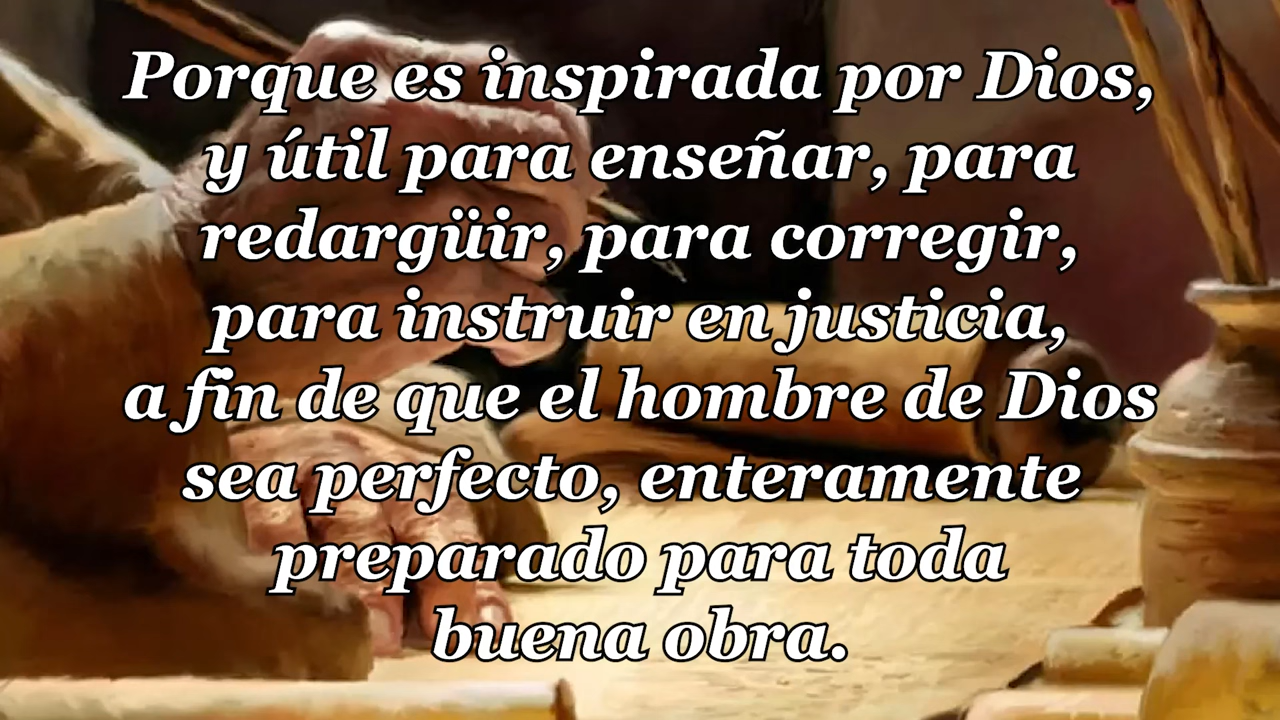 Porque es inspirada por Dios,
y útil para enseñar, para
redargüir, para corregir,
para instruir en justicia,
a fin de que el hombre de Dios
sea perfecto, enteramente
preparado para toda
buena obra.